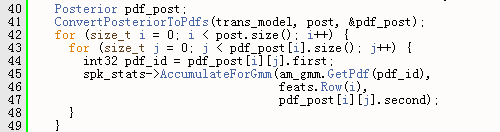 40 Posterior pdf_post;
41 ConvertPosteriorToPdfs(trans_model, post, &pdf_post);
42 for (size_t i = 0; i < post.size(); i++) {
43 for (size_t j = 0; j < pdf_post[i].size(); j++) {
44 int32 pdf_id = pdf_post[i][j].first;
45 spk_stats->AccumulateForGmm(am_gmm.GetPdf(pdf_id),
46 feats.Row(i),
47 pdf_post[i][j].second);
48 }
49 }